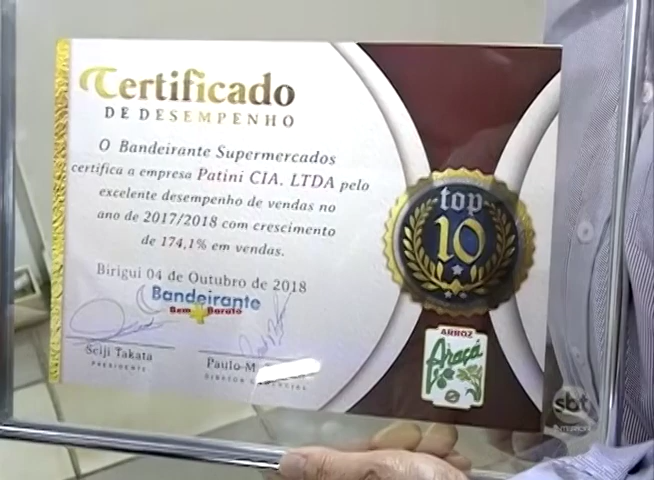 Certificado
DE DESEMPENHO
O Bandeirante Supermercados
certifica a empresa Patini CIA. LTDA pelo
excelente desempenho de vendas no
ano de 2017/2018 com crescimento
de 174,1% em vendas.
Birigui 04 de Outubro de 2018
Bandeirante
Bem Barato
Seiji Takata
PRESIDENTE
Paulo
DIRETOR
top
10
ARROZ
Araçá
sbt